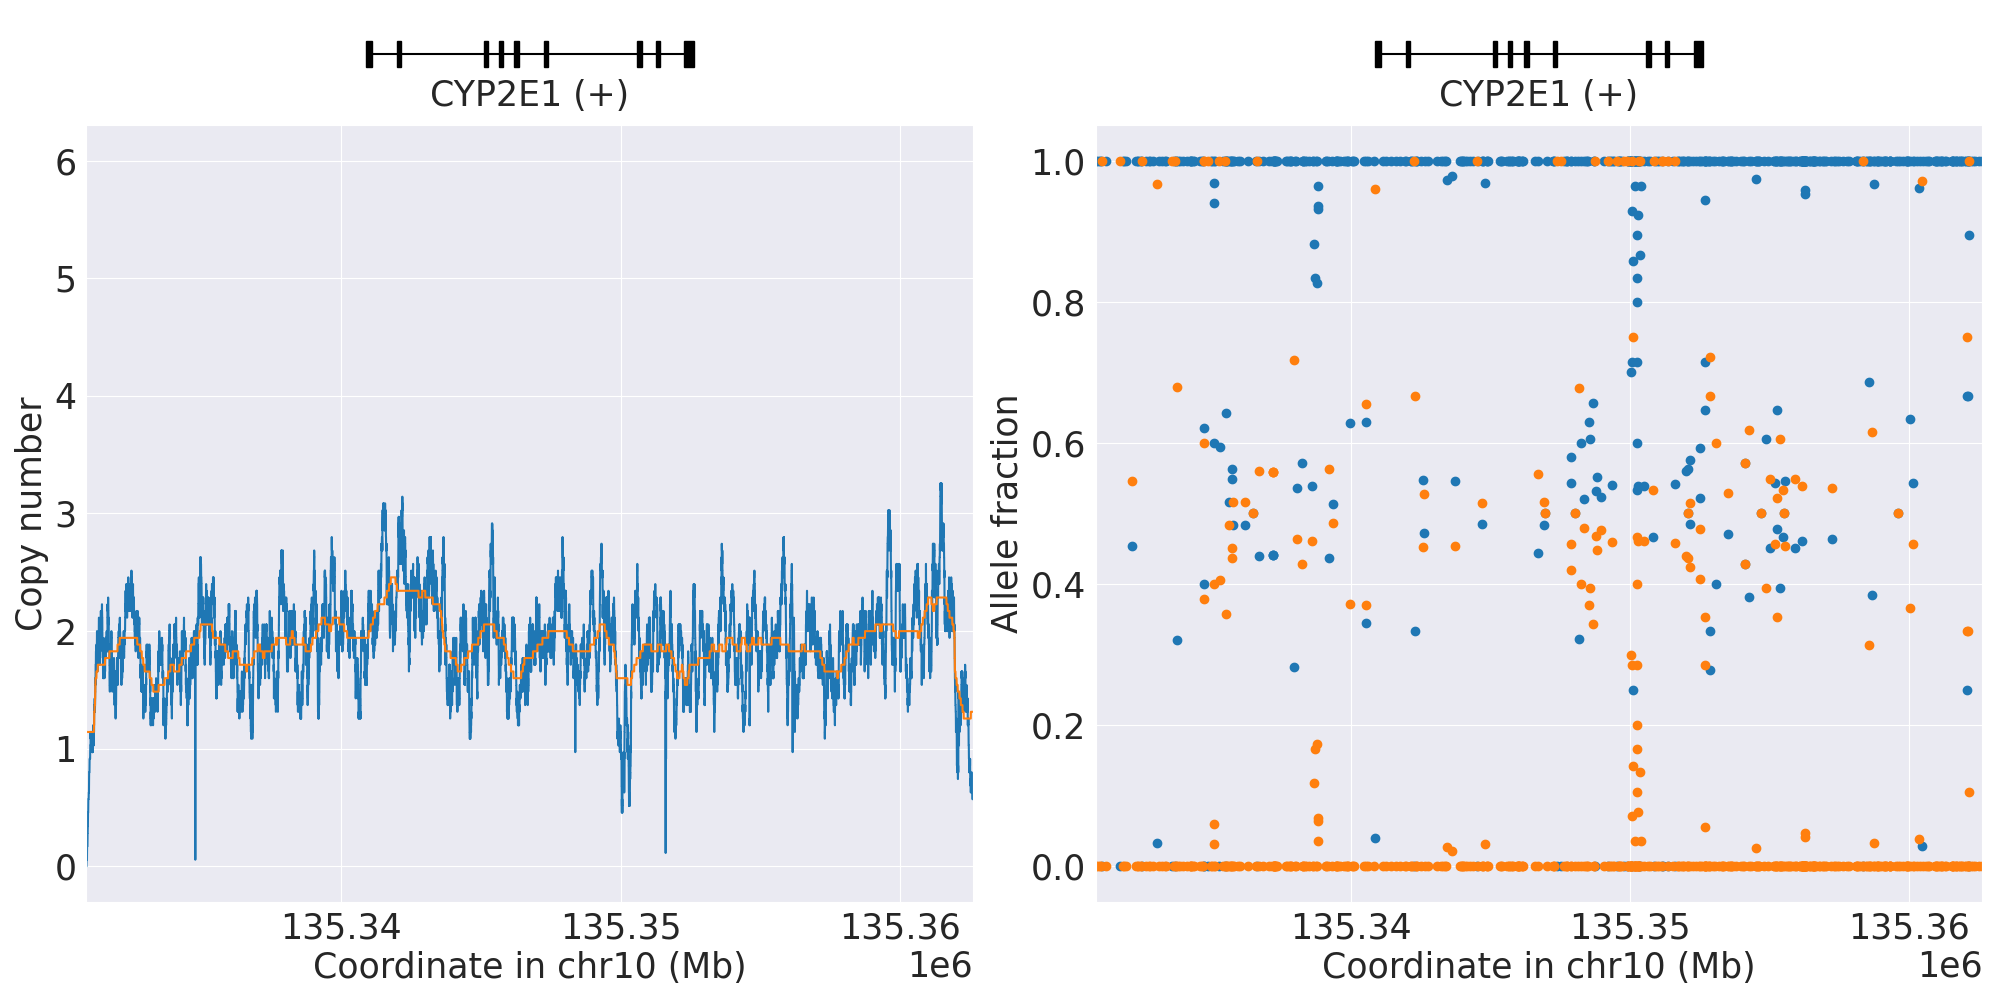 CYP2E1 (+)
6
5
4
3
2
1
0
Copy number
135.34
135.35
135.36
Coordinate in chr10 (Mb)
1e6
CYP2E1 (+)
1.0
0.8
0.6
0.4
0.2
0.0
Allele fraction
135.34
135.35
135.36
Coordinate in chr10 (Mb)
1e6